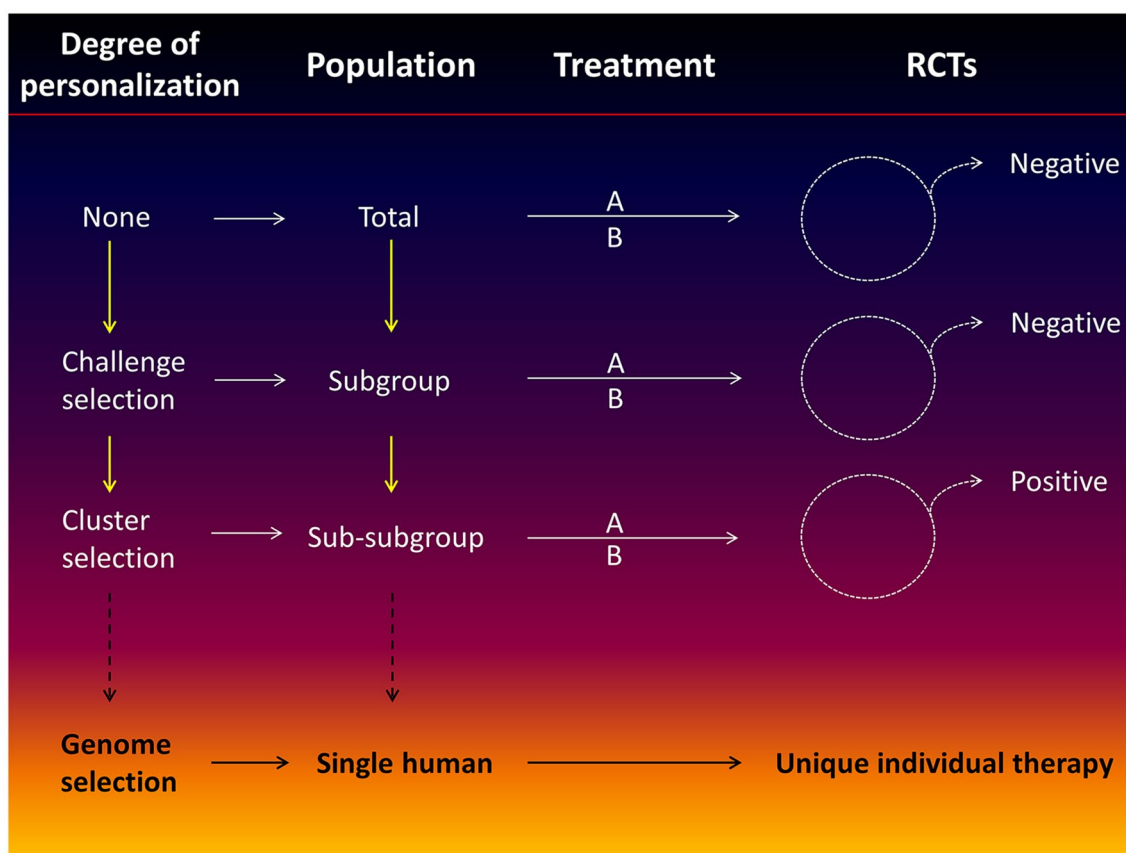 Degree of
personalization
Population
Treatment
RCTs
None
Total
A
B
Negative
Challenge
selection
Subgroup
A
B
Negative
Cluster
selection
Sub-subgroup
A
B
Positive
Genome
selection
Single human
Unique individual therapy